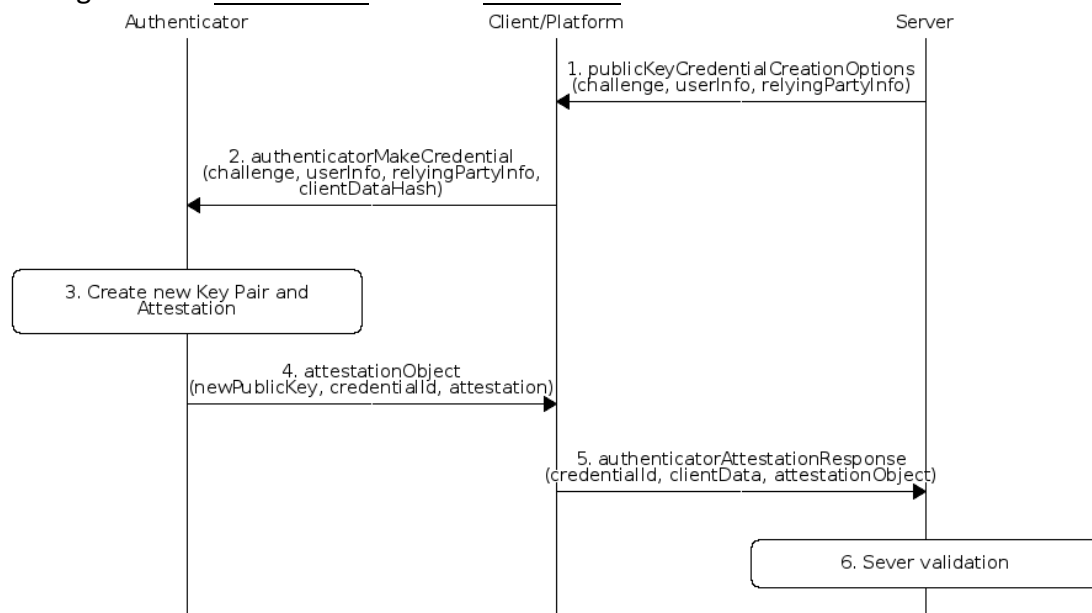 Authenticator Client/Platform Server
1. publicKeyCredentialCreationOptions
(challenge, userInfo, relyingPartyInfo)
2. authenticatorMakeCredential
(challenge, userInfo, relyingPartyInfo,
clientDataHash)
3. Create new Key Pair and
Attestation
4. attestationObject
(newPublicKey, credentialId, attestation)
5. authenticatorAttestationResponse
(credentialId, clientData, attestationObject)
6. Sever validation